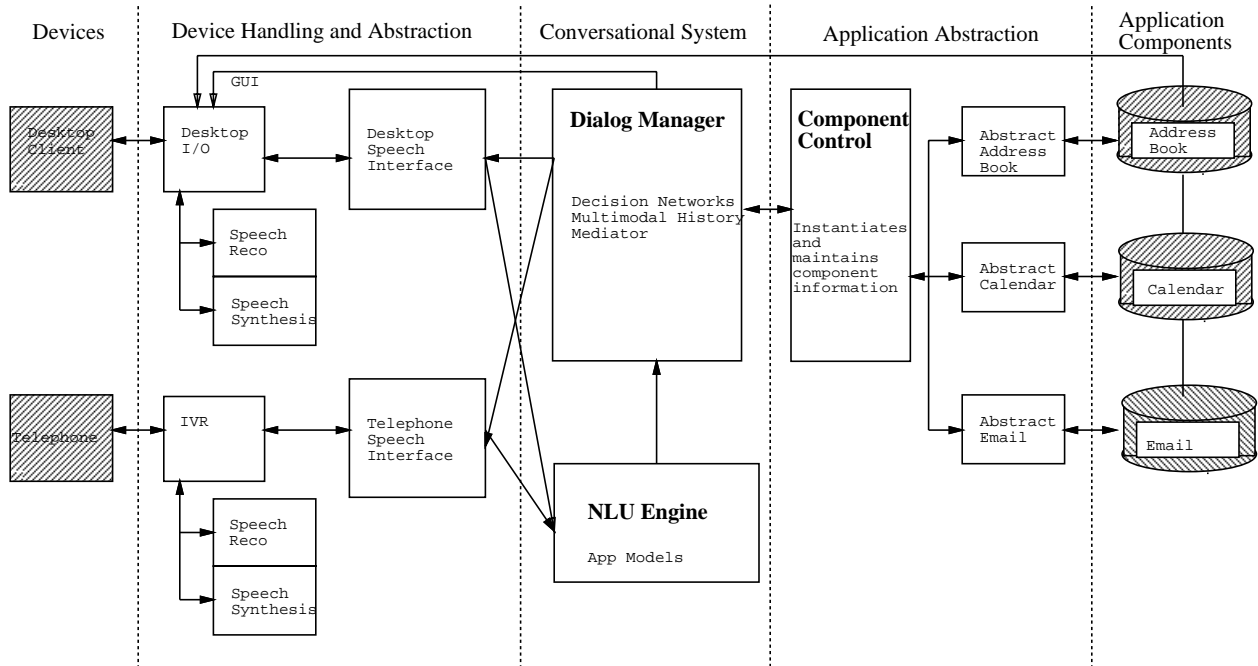 Devices
Device Handling and Abstraction
Conversational System
Application Abstraction
Application
Components
GUI
Desktop
Client
Desktop
I/O
Desktop
Speech
Interface
Speech
Reco
Speech
Synthesis
Dialog Manager
Decision Networks
Multimodal History
Mediator
Component
Control
Instantiates
and
maintains
component
information
Abstract
Address
Book
Address
Book
Abstract
Calendar
Calendar
Abstract
Email
Email
Telephone
IVR
Telephone
Speech
Interface
Speech
Reco
Speech
Synthesis
NLU Engine
App Models